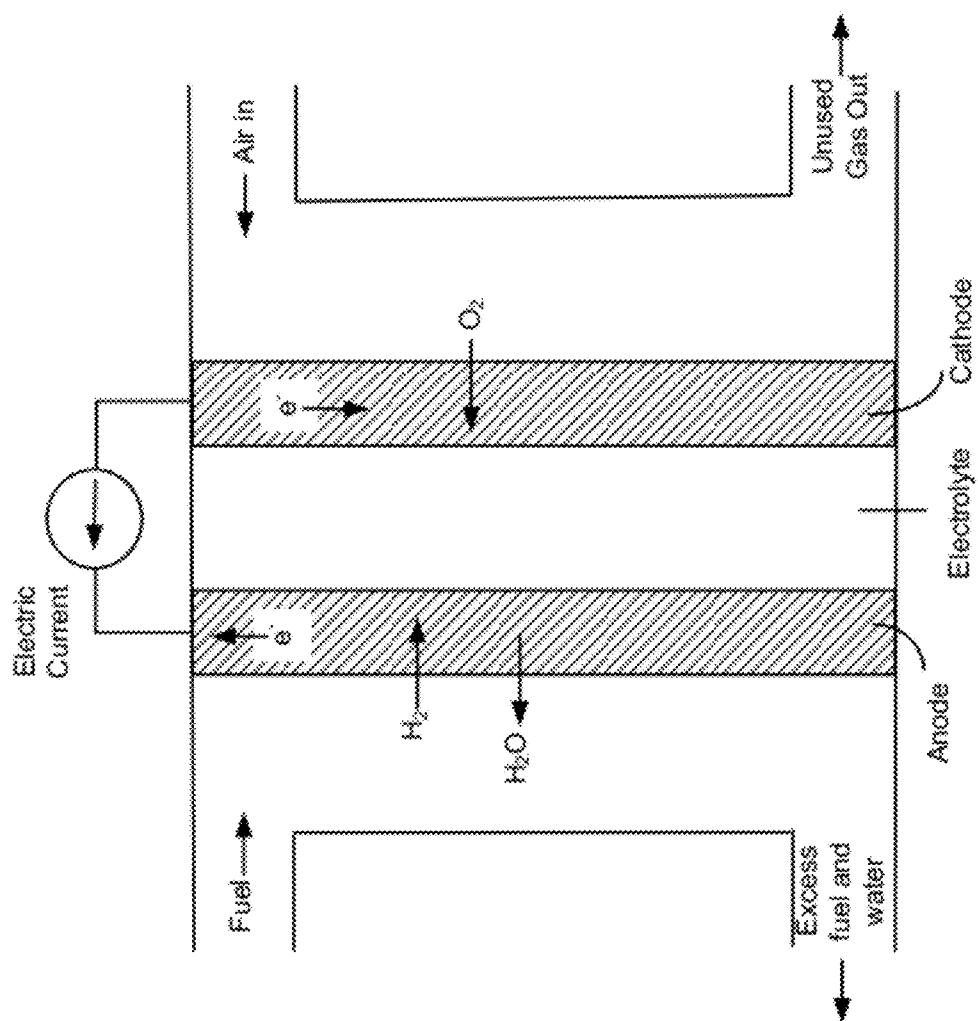 Electric
Current
Fuel
Air in
e-
e-
H₂
O₂
H₂O
Excess
fuel and
water
Unused
Gas Out
Anode
Electrolyte
Cathode